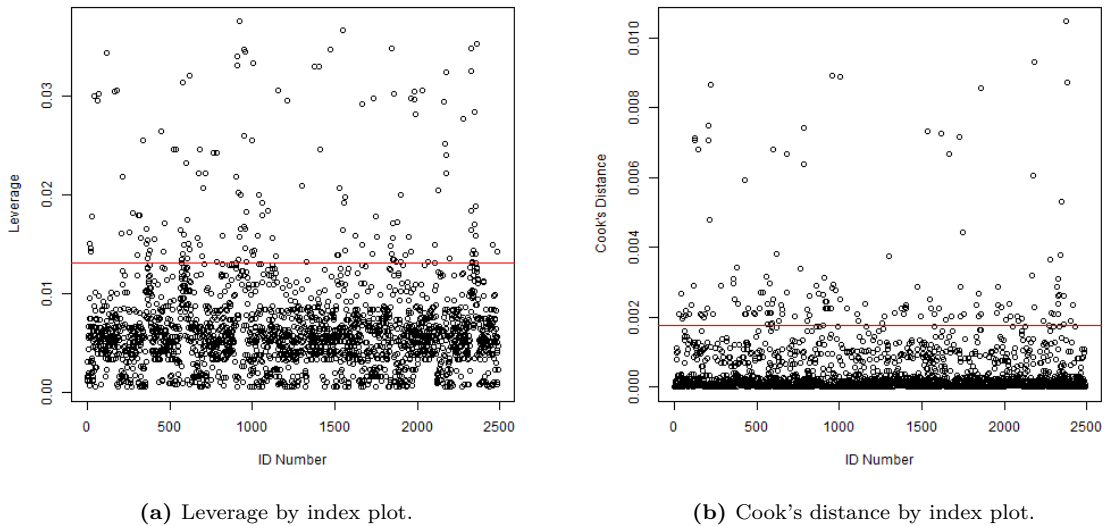 Leverage
0.03
0.02
0.01
0.00
0 500 1000 1500 2000 2500
ID Number
(a) Leverage by index plot.
Cook's Distance
0.010
0.008
0.006
0.004
0.002
0.000
0 500 1000 1500 2000 2500
ID Number
(b) Cook's distance by index plot.